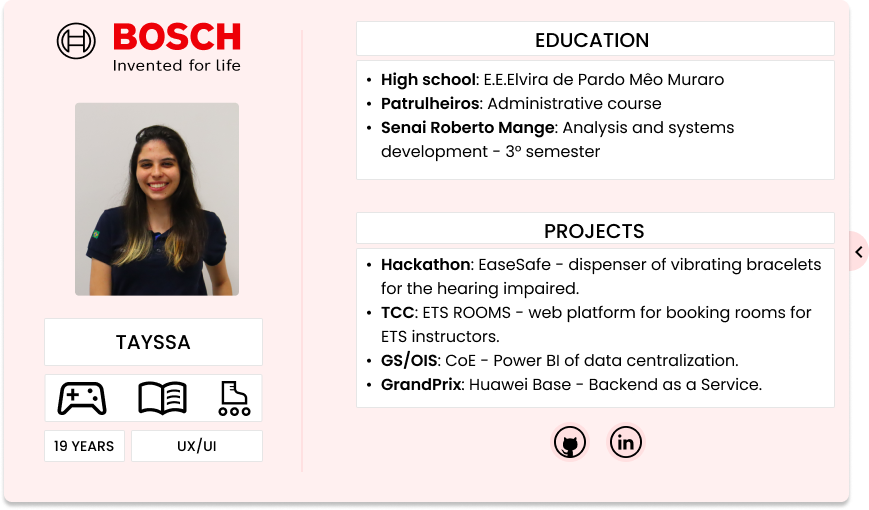 BOSCH
Invented for life
TAYSSA
19 YEARS
UX/UI
EDUCATION
• High school: E.E.Elvira de Pardo Mêo Muraro
• Patrulheiros: Administrative course
• Senai Roberto Mange: Analysis and systems
development - 3º semester
PROJECTS
• Hackathon: EaseSafe - dispenser of vibrating bracelets
for the hearing impaired.
• TCC: ETS ROOMS - web platform for booking rooms for
ETS instructors.
• GS/OIS: CoE - Power BI of data centralization.
• GrandPrix: Huawei Base - Backend as a Service.
in